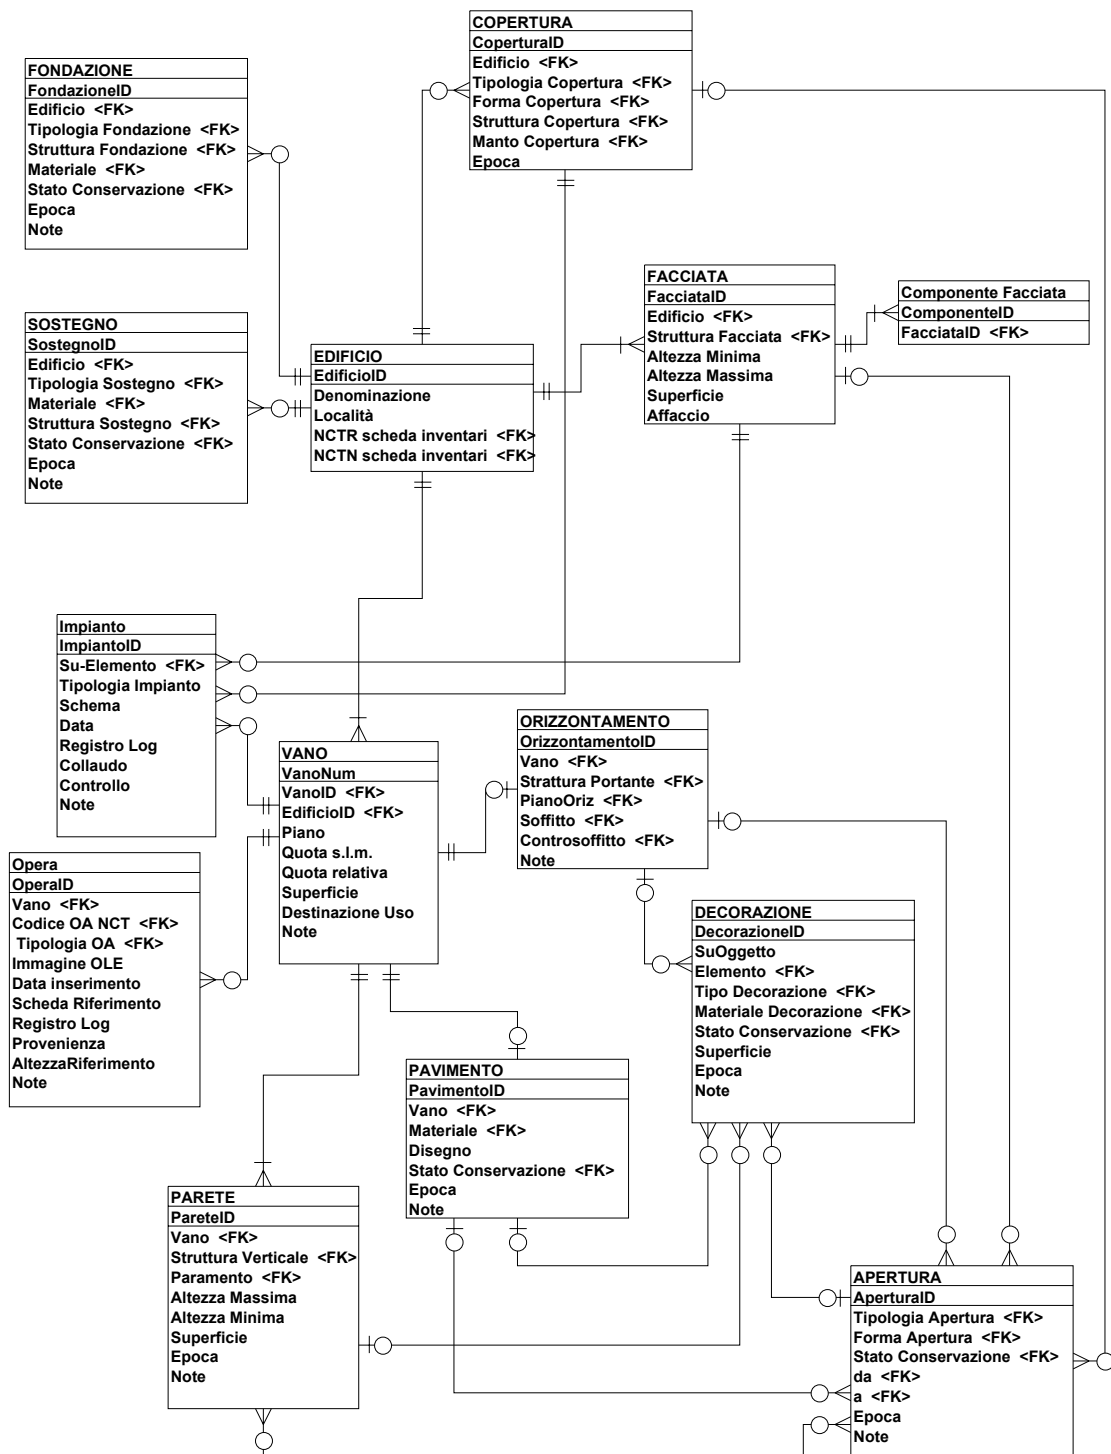 COPERTURA
CoperturaID
Edificio <FK>
Tipologia Copertura <FK>
Forma Copertura <FK>
Struttura Copertura <FK>
Manto Copertura <FK>
Epoca
FONDAZIONE
FondazioneID
Edificio <FK>
Tipologia Fondazione <FK>
Struttura Fondazione <FK>
Materiale <FK>
Stato Conservazione <FK>
Epoca
Note
FACCIATA
FacciataID
Edificio <FK>
Struttura Facciata <FK>
Altezza Minima
Altezza Massima
Superficie
Affaccio
Componente Facciata
ComponenteID
FacciataID <FK>
SOSTEGNO
SostegnoID
Edificio <FK>
Tipologia Sostegno <FK>
Materiale <FK>
Struttura Sostegno <FK>
Stato Conservazione <FK>
Epoca
Note
EDIFICIO
EdificioID
Denominazione
Località
NCTR scheda inventari <FK>
NCTN scheda inventari <FK>
Impianto
ImpiantoID
Su-Elemento <FK>
Tipologia Impianto
Schema
Data
Registro Log
Collaudo
Controllo
Note
VANO
VanoNum
VanoID <FK>
EdificioID <FK>
Piano
Quota s.l.m.
Quota relativa
Superficie
Destinazione Uso
Note
ORIZZONTAMENTO
OrizzontamentoID
Vano <FK>
Strattura Portante <FK>
PianoOriz <FK>
Soffitto <FK>
Controsoffitto <FK>
Note
Opera
OperaID
Vano <FK>
Codice OA NCT <FK>
Tipologia OA <FK>
Immagine OLE
Data inserimento
Scheda Riferimento
Registro Log
Provenienza
AltezzaRiferimento
Note
DECORAZIONE
DecorazioneID
SuOggetto
Elemento <FK>
Tipo Decorazione <FK>
Materiale Decorazione <FK>
Stato Conservazione <FK>
Superficie
Epoca
Note
PAVIMENTO
PavimentoID
Vano <FK>
Materiale <FK>
Disegno
Stato Conservazione <FK>
Epoca
Note
PARETE
PareteID
Vano <FK>
Struttura Verticale <FK>
Paramento <FK>
Altezza Massima
Altezza Minima
Superficie
Epoca
Note
APERTURA
AperturaID
Tipologia Apertura <FK>
Forma Apertura <FK>
Stato Conservazione <FK>
da <FK>
a <FK>
Epoca
Note